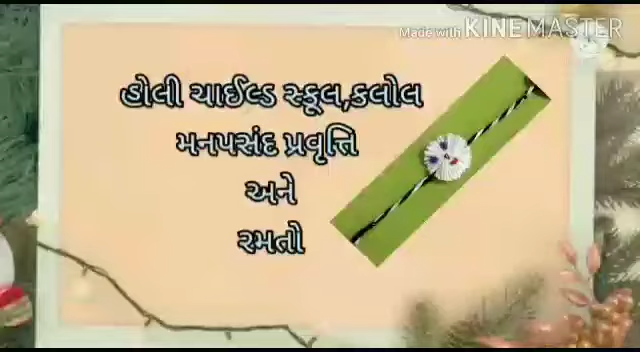 Made with KINEMASTER
હોલી ચાઈલ્ડ સ્કૂલ,કલોલ
મનપસંદ પ્રવૃત્તિ
અને
રમતો